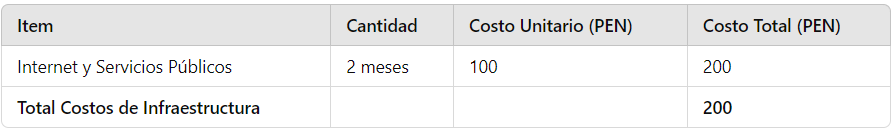 Item Cantidad Costo Unitario (PEN) Costo Total (PEN)
Internet y Servicios Públicos 2 meses 100 200
Total Costos de Infraestructura 200